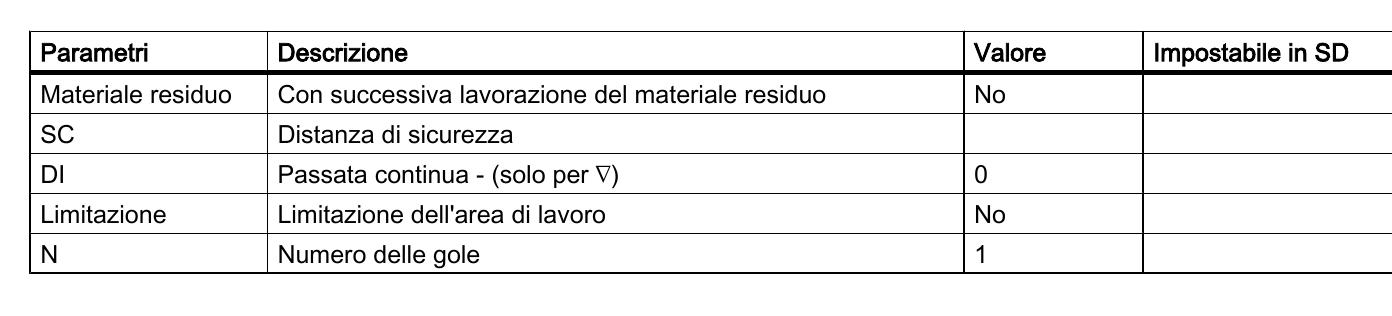 Parametri Descrizione Valore Impostabile in SD
Materiale residuo Con successiva lavorazione del materiale residuo No
SC Distanza di sicurezza
DI Passata continua - (solo per ∇) 0
Limitazione Limitazione dell'area di lavoro No
N Numero delle gole 1